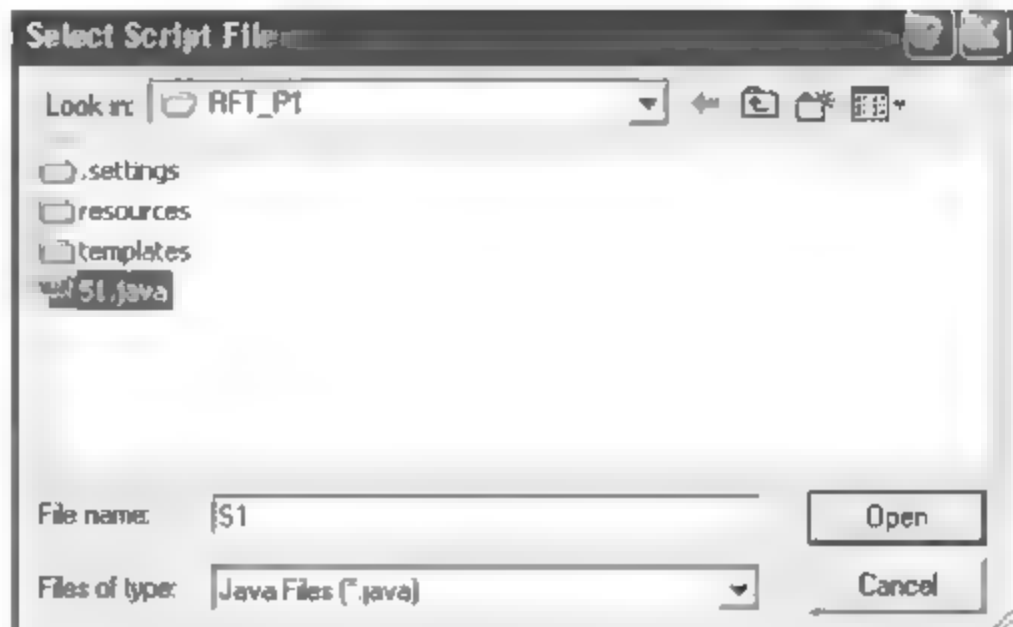 Select Script File
Look in: RFT_P1
.settings
resources
templates
S1.java
File name: S1
Open
Files of type: Java Files (*.java)
Cancel